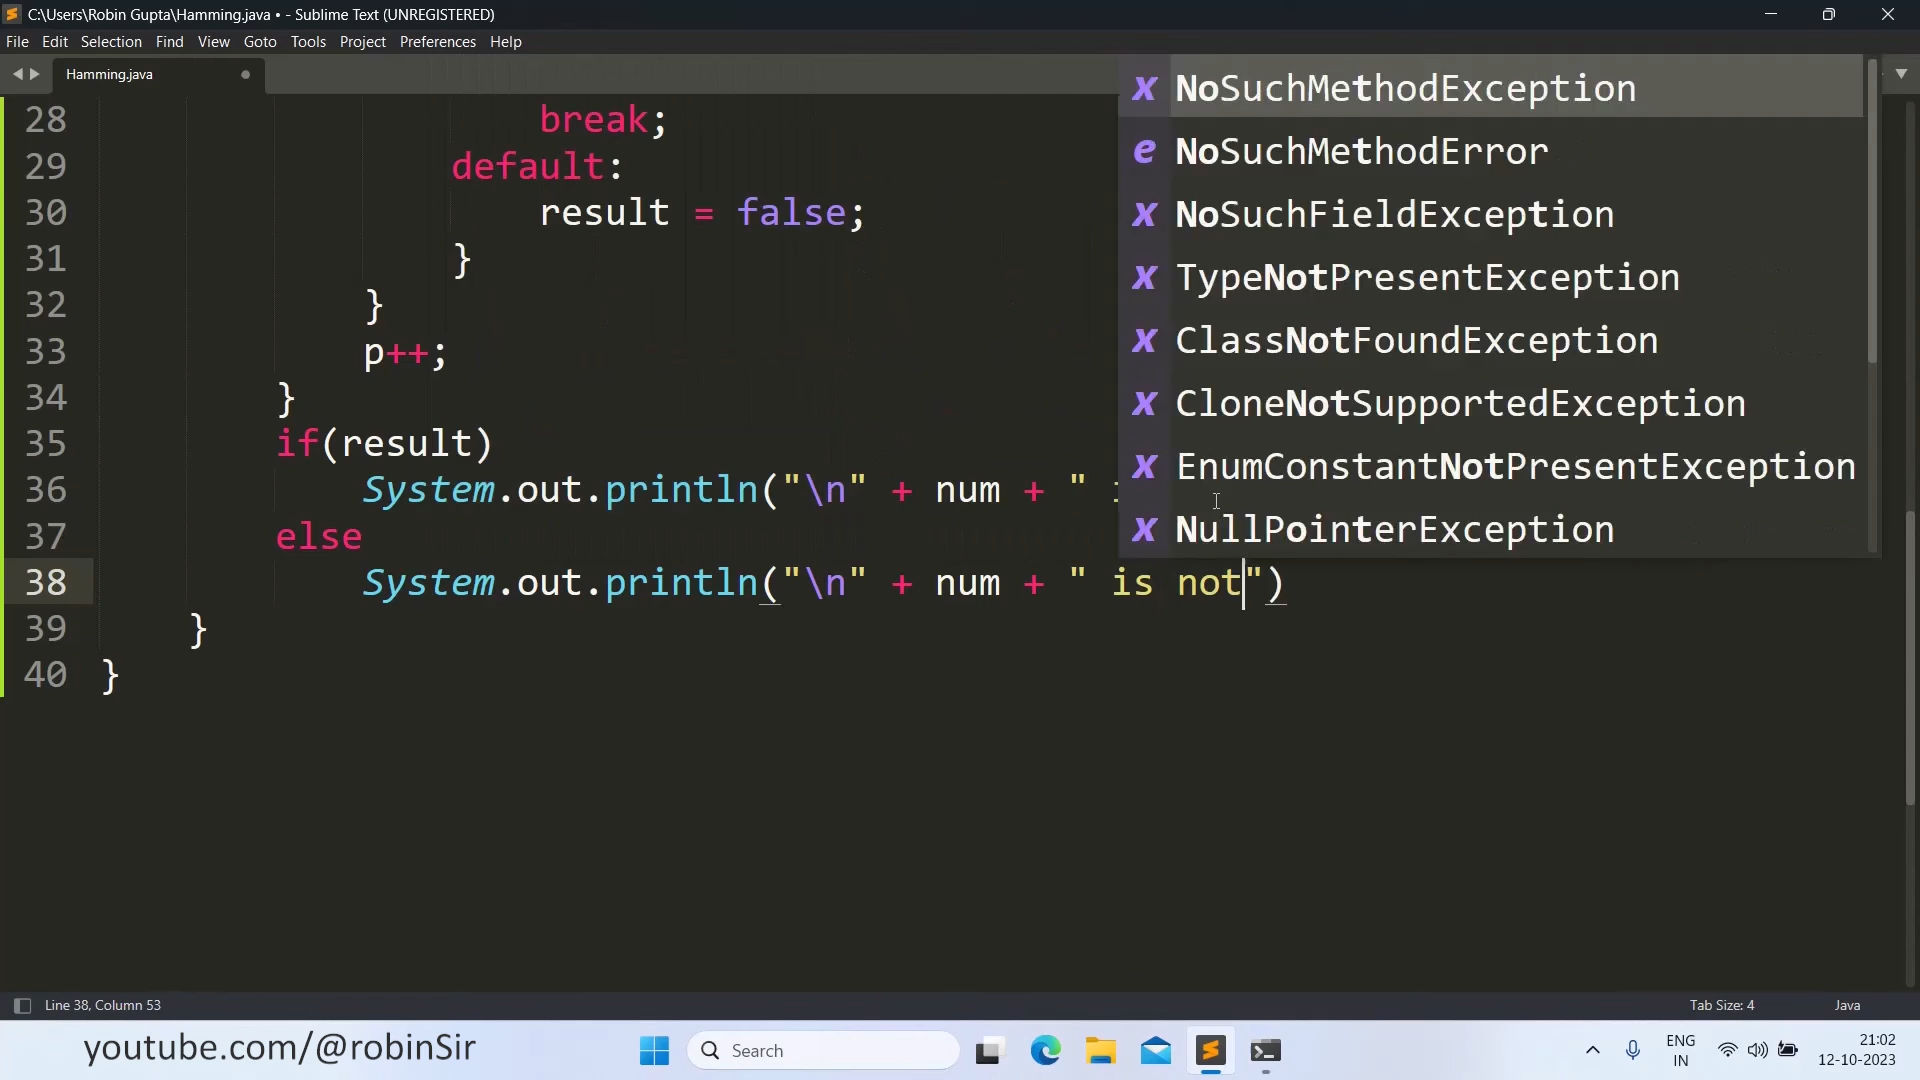 C:\Users\Robin Gupta\Hamming.java • - Sublime Text (UNREGISTERED)
File Edit Selection Find View Goto Tools Project Preferences Help
Hamming.java
28 break;
29 default:
30 result = false;
31 }
32 }
33 p++;
34 }
35 if(result)
36 System.out.println("\n" + num + "
37 else
38 System.out.println("\n" + num + " is not")
39 }
40 }
x NoSuchMethodException
e NoSuchMethodError
x NoSuchFieldException
x TypeNotPresentException
x ClassNotFoundException
x CloneNotSupportedException
x EnumConstantNotPresentException
x NullPointerException
Line 38, Column 53
Tab Size: 4
Java
youtube.com/@robinSir
Search
ENG
IN
21:02
12-10-2023